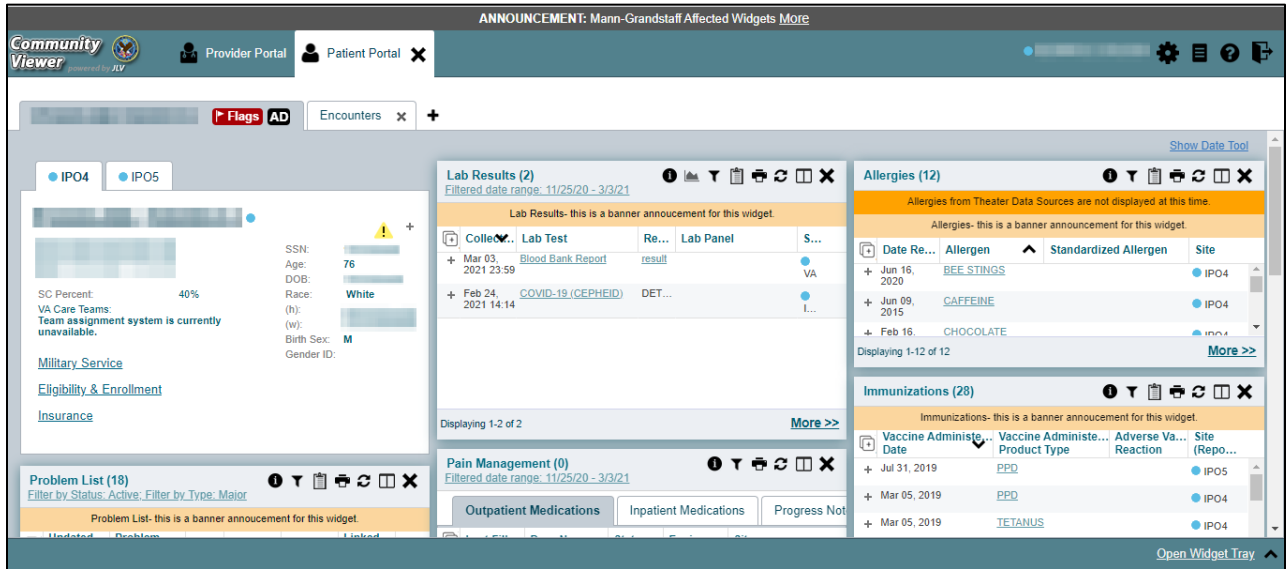 ANNOUNCEMENT: Mann-Grandstaff Affected Widgets More
Community
Viewer
powered by JLV
Provider Portal
Patient Portal
Flags AD
Encounters
Show Date Tool
IPO4
IPO5
SSN:
Age: 76
DOB:
SC Percent: 40%
Race: White
VA Care Teams:
(h):
Team assignment system is currently
unavailable.
(w):
Birth Sex: M
Gender ID:
Military Service
Eligibility & Enrollment
Insurance
Problem List (18)
Filter by Status: Active; Filter by Type: Major
Problem List- this is a banner annoucement for this widget.
Updated Problem Linked
Lab Results (2)
Filtered date range: 11/25/20 - 3/3/21
Lab Results- this is a banner annoucement for this widget.
Collec... Lab Test Re... Lab Panel S...
Mar 03, Blood Bank Report result
2021 23:59 VA
Feb 24, COVID-19 (CEPHEID) DET...
2021 14:14 I...
Displaying 1-2 of 2 More >>
Pain Management (0)
Filtered date range: 11/25/20 - 3/3/21
Outpatient Medications Inpatient Medications Progress Not
Allergies (12)
Allergies from Theater Data Sources are not displayed at this time.
Allergies- this is a banner annoucement for this widget.
Date Re... Allergen Standardized Allergen Site
Jun 16, BEE STINGS IPO4
2020
Jun 09, CAFFEINE IPO4
2015
Feb 16, CHOCOLATE IPO4
Displaying 1-12 of 12 More >>
Immunizations (28)
Immunizations- this is a banner annoucement for this widget.
Vaccine Administe... Vaccine Administe... Adverse Va... Site
Date Product Type Reaction (Repo...
Jul 31, 2019 PPD IPO5
Mar 05, 2019 PPD IPO4
Mar 05, 2019 TETANUS IPO4
Open Widget Tray